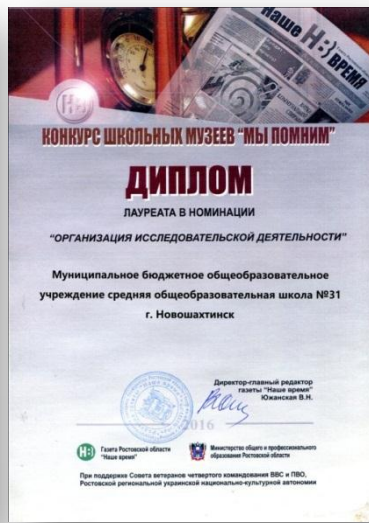 Наше Н:В ВРЕМЯ
Н:В
КОНКУРС ШКОЛЬНЫХ МУЗЕЕВ "МЫ ПОМНИМ"
ДИПЛОМ
ЛАУРЕАТА В НОМИНАЦИИ
"ОРГАНИЗАЦИЯ ИССЛЕДОВАТЕЛЬСКОЙ ДЕЯТЕЛЬНОСТИ"
Муниципальное бюджетное общеобразовательное
учреждение средняя общеобразовательная школа №31
г. Новошахтинск
Директор-главный редактор
газеты "Наше время"
Южанская В.Н.
2016
Н:В
Газета Ростовской области
"Наше время"
Министерство общего и профессионального
образования Ростовской области
При поддержке Совета ветеранов четвертого командования ВВС и ПВО,
Ростовской региональной украинской национально-культурной автономии